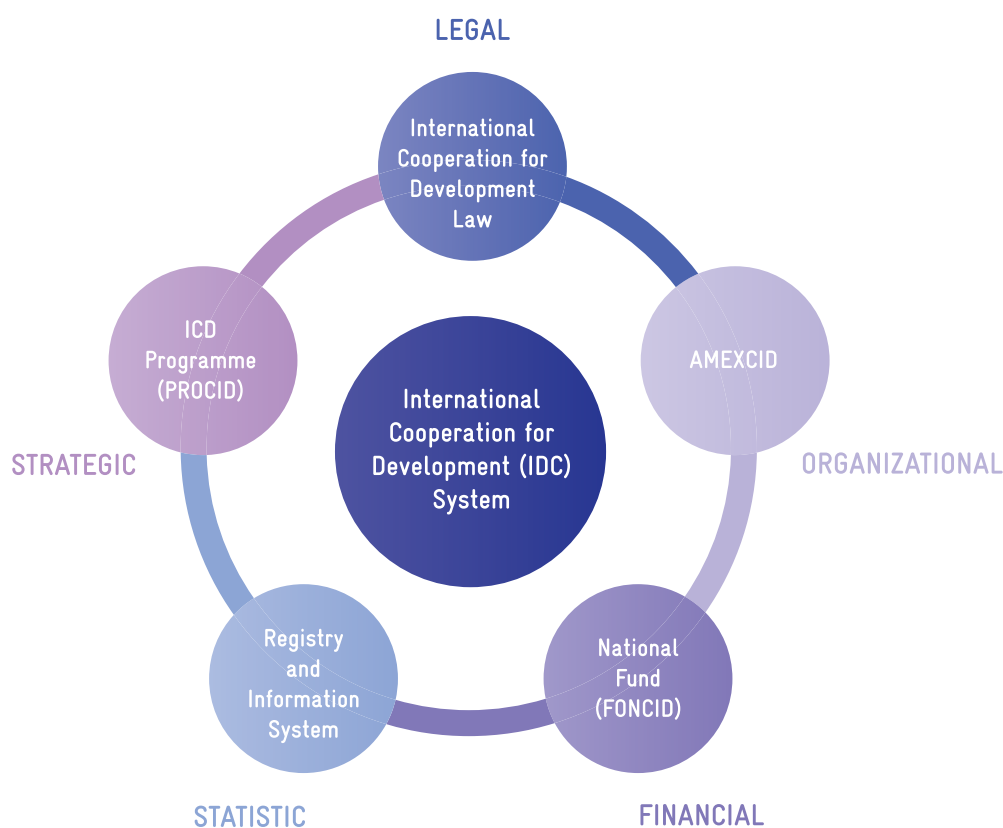 LEGAL
International
Cooperation for
Development
Law
AMEXCID
ORGANIZATIONAL
National
Fund
(FONCID)
FINANCIAL
Registry
and
Information
System
STATISTIC
ICD
Programme
(PROCID)
STRATEGIC
International
Cooperation for
Development (IDC)
System